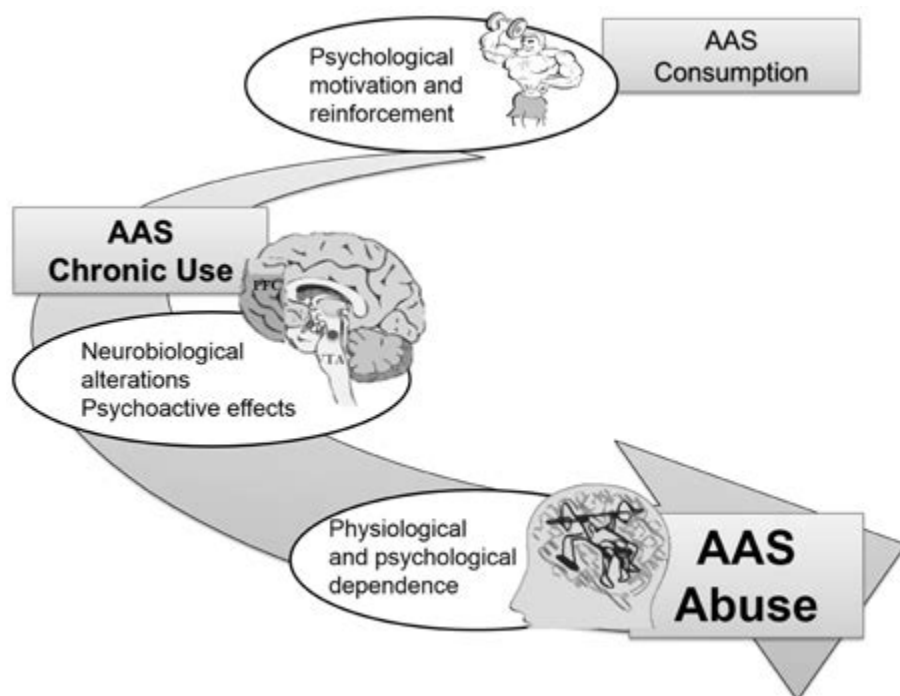 Psychological
motivation and
reinforcement
AAS
Consumption
AAS
Chronic Use
PFC
VTA
Neurobiological
alterations
Psychoactive effects
Physiological
and psychological
dependence
AAS
Abuse